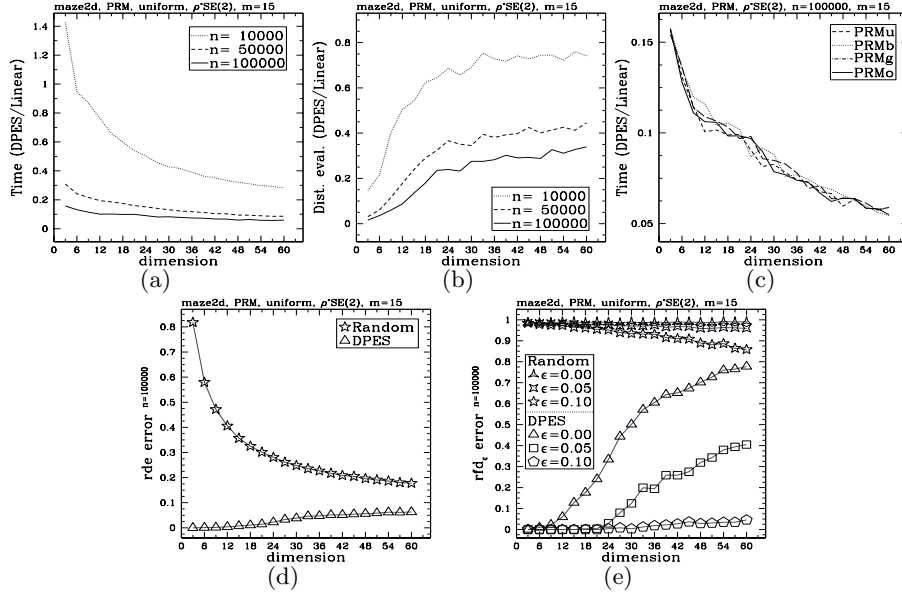 maze2d, PRM, uniform, ρ*SE(2), m=15
Time (DPES/Linear)
1.4
1.2
1
0.8
0.6
0.4
0.2
0
n= 10000
n= 50000
n=100000
0 6 12 18 24 30 36 42 48 54 60
dimension
(a)
maze2d, PRM, uniform, ρ*SE(2), m=15
Dist. eval. (DPES/Linear)
0.8
0.6
0.4
0.2
0
n= 10000
n= 50000
n=100000
0 6 12 18 24 30 36 42 48 54 60
dimension
(b)
maze2d, PRM, ρ*SE(2), n=100000, m=15
Time (DPES/Linear)
0.15
0.1
0.05
PRMu
PRMb
PRMg
PRMo
0 6 12 18 24 30 36 42 48 54 60
dimension
(c)
maze2d, PRM, uniform, ρ*SE(2), m=15
rde error n=100000
0.8
0.7
0.6
0.5
0.4
0.3
0.2
0.1
0
Random
DPES
0 6 12 18 24 30 36 42 48 54 60
dimension
(d)
maze2d, PRM, uniform, ρ*SE(2), m=15
rfdϵ error n=100000
1
0.9
0.8
0.7
0.6
0.5
0.4
0.3
0.2
0.1
0
Random
ϵ=0.00
ϵ=0.05
ϵ=0.10
DPES
ϵ=0.00
ϵ=0.05
ϵ=0.10
0 6 12 18 24 30 36 42 48 54 60
dimension
(e)